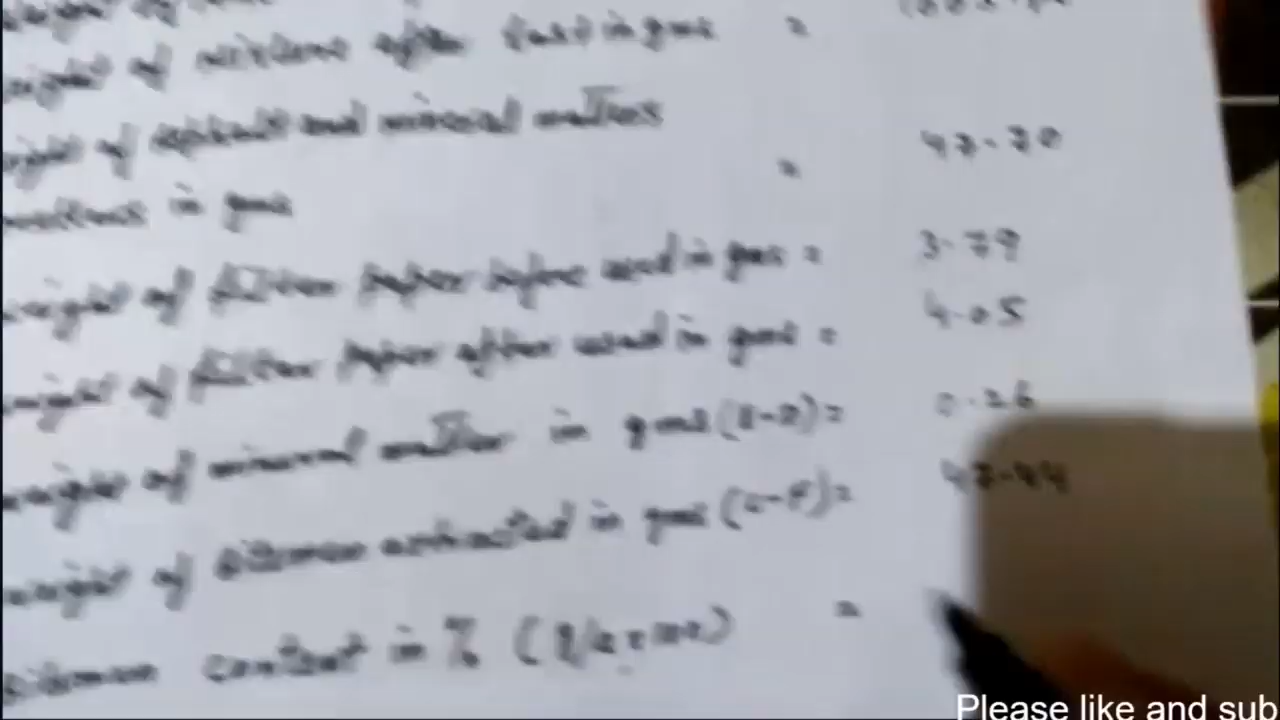 weight of mixture after test in gms =
weight of asphalt and mineral matters
in gms = 47.70
weight of filter paper before used in gms = 3.79
weight of filter paper after used in gms = 4.05
weight of mineral matter in gms (E-D) = 0.26
weight of bitumen extracted in gms (C-F) = 47.44
bitumen content in % ( =
Please like and sub